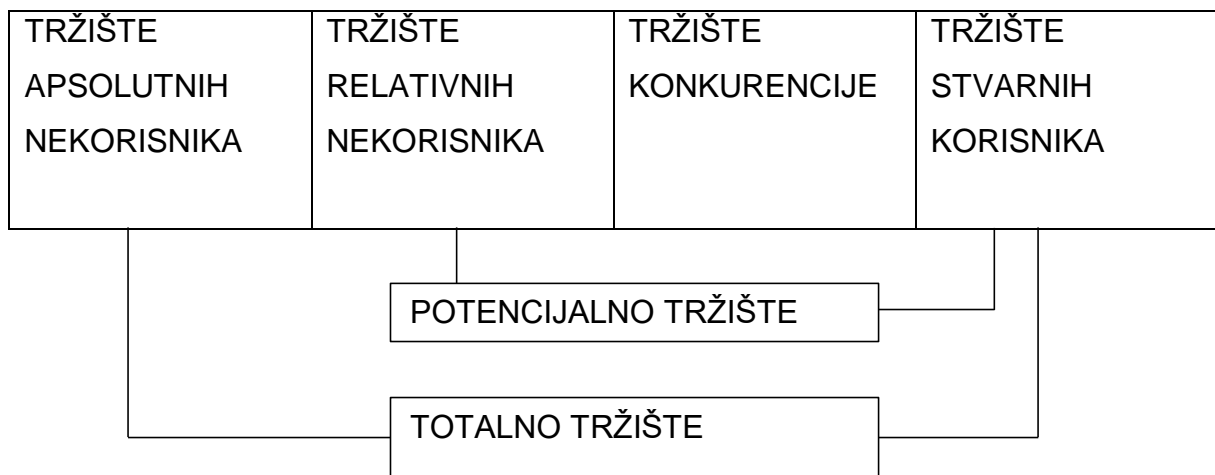 TRŽIŠTE
APSOLUTNIH
NEKORISNIKA
TRŽIŠTE
RELATIVNIH
NEKORISNIKA
TRŽIŠTE
KONKURENCIJE
TRŽIŠTE
STVARNIH
KORISNIKA
POTENCIJALNO TRŽIŠTE
TOTALNO TRŽIŠTE